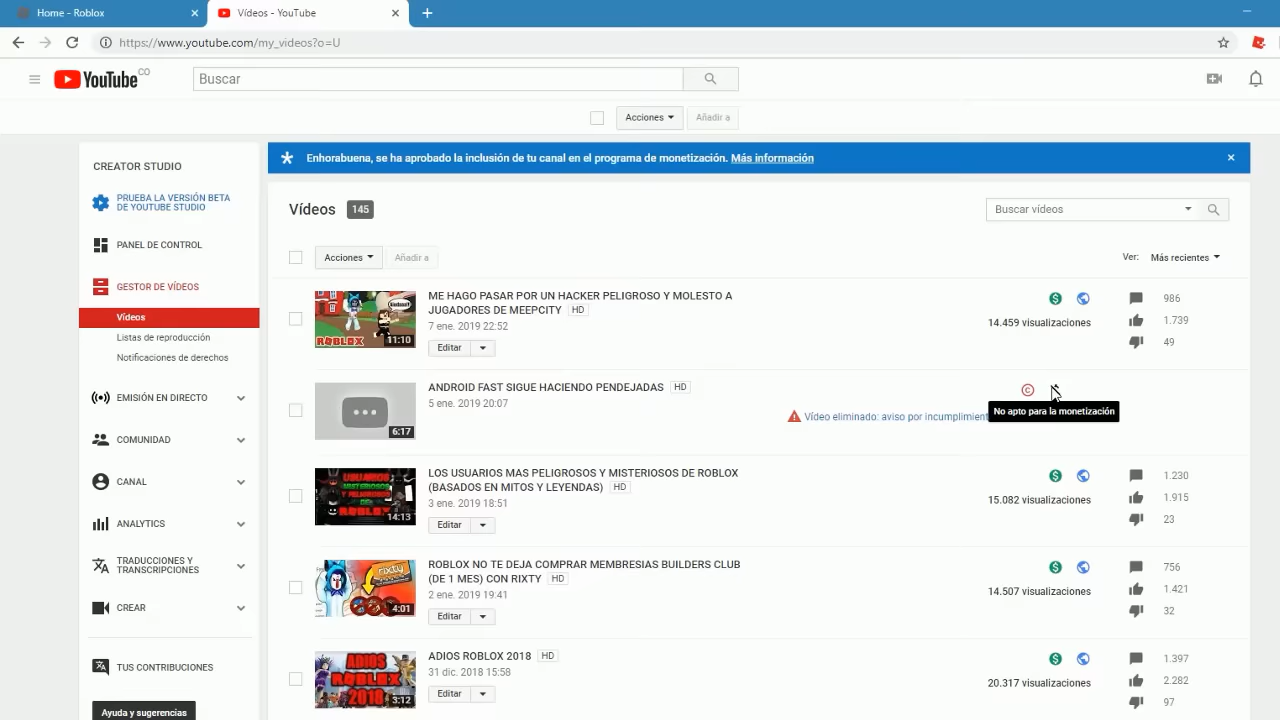 Home - Roblox
Vídeos - YouTube
https://www.youtube.com/my_videos?o=U
YouTube CO
Buscar
Acciones
Añadir a
CREATOR STUDIO
PRUEBA LA VERSIÓN BETA
DE YOUTUBE STUDIO
PANEL DE CONTROL
GESTOR DE VÍDEOS
Vídeos
Listas de reproducción
Notificaciones de derechos
EMISIÓN EN DIRECTO
COMUNIDAD
CANAL
ANALYTICS
TRADUCCIONES Y
TRANSCRIPCIONES
CREAR
TUS CONTRIBUCIONES
Ayuda y sugerencias
Enhorabuena, se ha aprobado la inclusión de tu canal en el programa de monetización. Más información
Vídeos 145
Buscar vídeos
Acciones
Añadir a
Ver: Más recientes
ROBLOX
11:10
ME HAGO PASAR POR UN HACKER PELIGROSO Y MOLESTO A
JUGADORES DE MEEPCITY HD
7 ene. 2019 22:52
Editar
14.459 visualizaciones
986
1.739
49
6:17
ANDROID FAST SIGUE HACIENDO PENDEJADAS HD
5 ene. 2019 20:07
Vídeo eliminado: aviso por incumplimient
No apto para la monetización
USUARIOS
MISTERIOSOS
Y PELIGROSOS
DE
ROBLOX
14:13
LOS USUARIOS MAS PELIGROSOS Y MISTERIOSOS DE ROBLOX
(BASADOS EN MITOS Y LEYENDAS) HD
3 ene. 2019 18:51
Editar
15.082 visualizaciones
1.230
1.915
23
rixty
4:01
ROBLOX NO TE DEJA COMPRAR MEMBRESIAS BUILDERS CLUB
(DE 1 MES) CON RIXTY HD
2 ene. 2019 19:41
Editar
14.507 visualizaciones
756
1.421
32
ADIOS
ROBLOX
2018
3:12
ADIOS ROBLOX 2018 HD
31 dic. 2018 15:58
Editar
20.317 visualizaciones
1.397
2.282
97